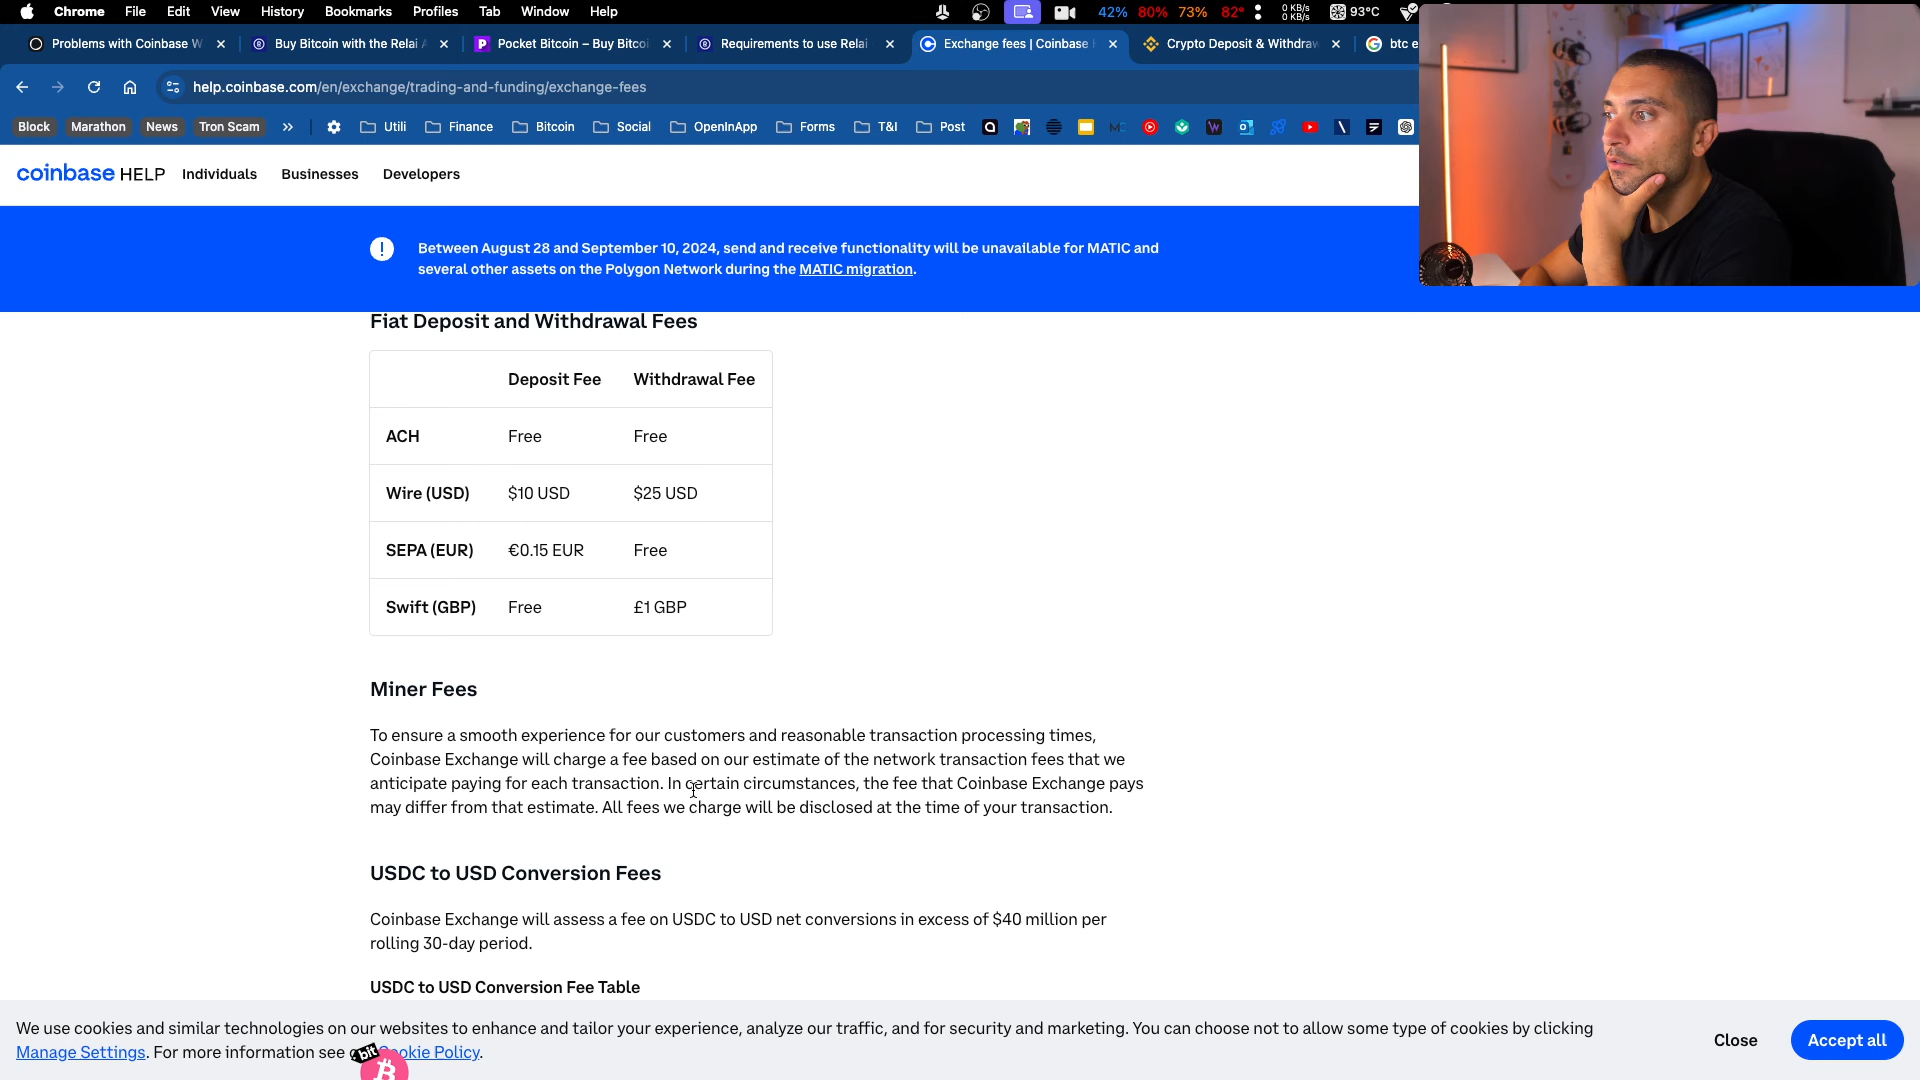 Chrome File Edit View History Bookmarks Profiles Tab Window Help 42% 80% 73% 82° 0 KB/s 0 KB/s 93°C
Problems with Coinbase W
Buy Bitcoin with the Relai
Pocket Bitcoin – Buy Bitcoi
Requirements to use Relai
Exchange fees | Coinbase
Crypto Deposit & Withdraw
btc e
help.coinbase.com/en/exchange/trading-and-funding/exchange-fees
Block Marathon News Tron Scam » Utili Finance Bitcoin Social OpenInApp Forms T&I Post
coinbase HELP Individuals Businesses Developers
Between August 28 and September 10, 2024, send and receive functionality will be unavailable for MATIC and
several other assets on the Polygon Network during the MATIC migration.
Fiat Deposit and Withdrawal Fees
Deposit Fee Withdrawal Fee
ACH Free Free
Wire (USD) $10 USD $25 USD
SEPA (EUR) €0.15 EUR Free
Swift (GBP) Free £1 GBP
Miner Fees
To ensure a smooth experience for our customers and reasonable transaction processing times,
Coinbase Exchange will charge a fee based on our estimate of the network transaction fees that we
anticipate paying for each transaction. In certain circumstances, the fee that Coinbase Exchange pays
may differ from that estimate. All fees we charge will be disclosed at the time of your transaction.
USDC to USD Conversion Fees
Coinbase Exchange will assess a fee on USDC to USD net conversions in excess of $40 million per
rolling 30-day period.
USDC to USD Conversion Fee Table
We use cookies and similar technologies on our websites to enhance and tailor your experience, analyze our traffic, and for security and marketing. You can choose not to allow some type of cookies by clicking
Manage Settings. For more information see Cookie Policy.
Close Accept all
bit